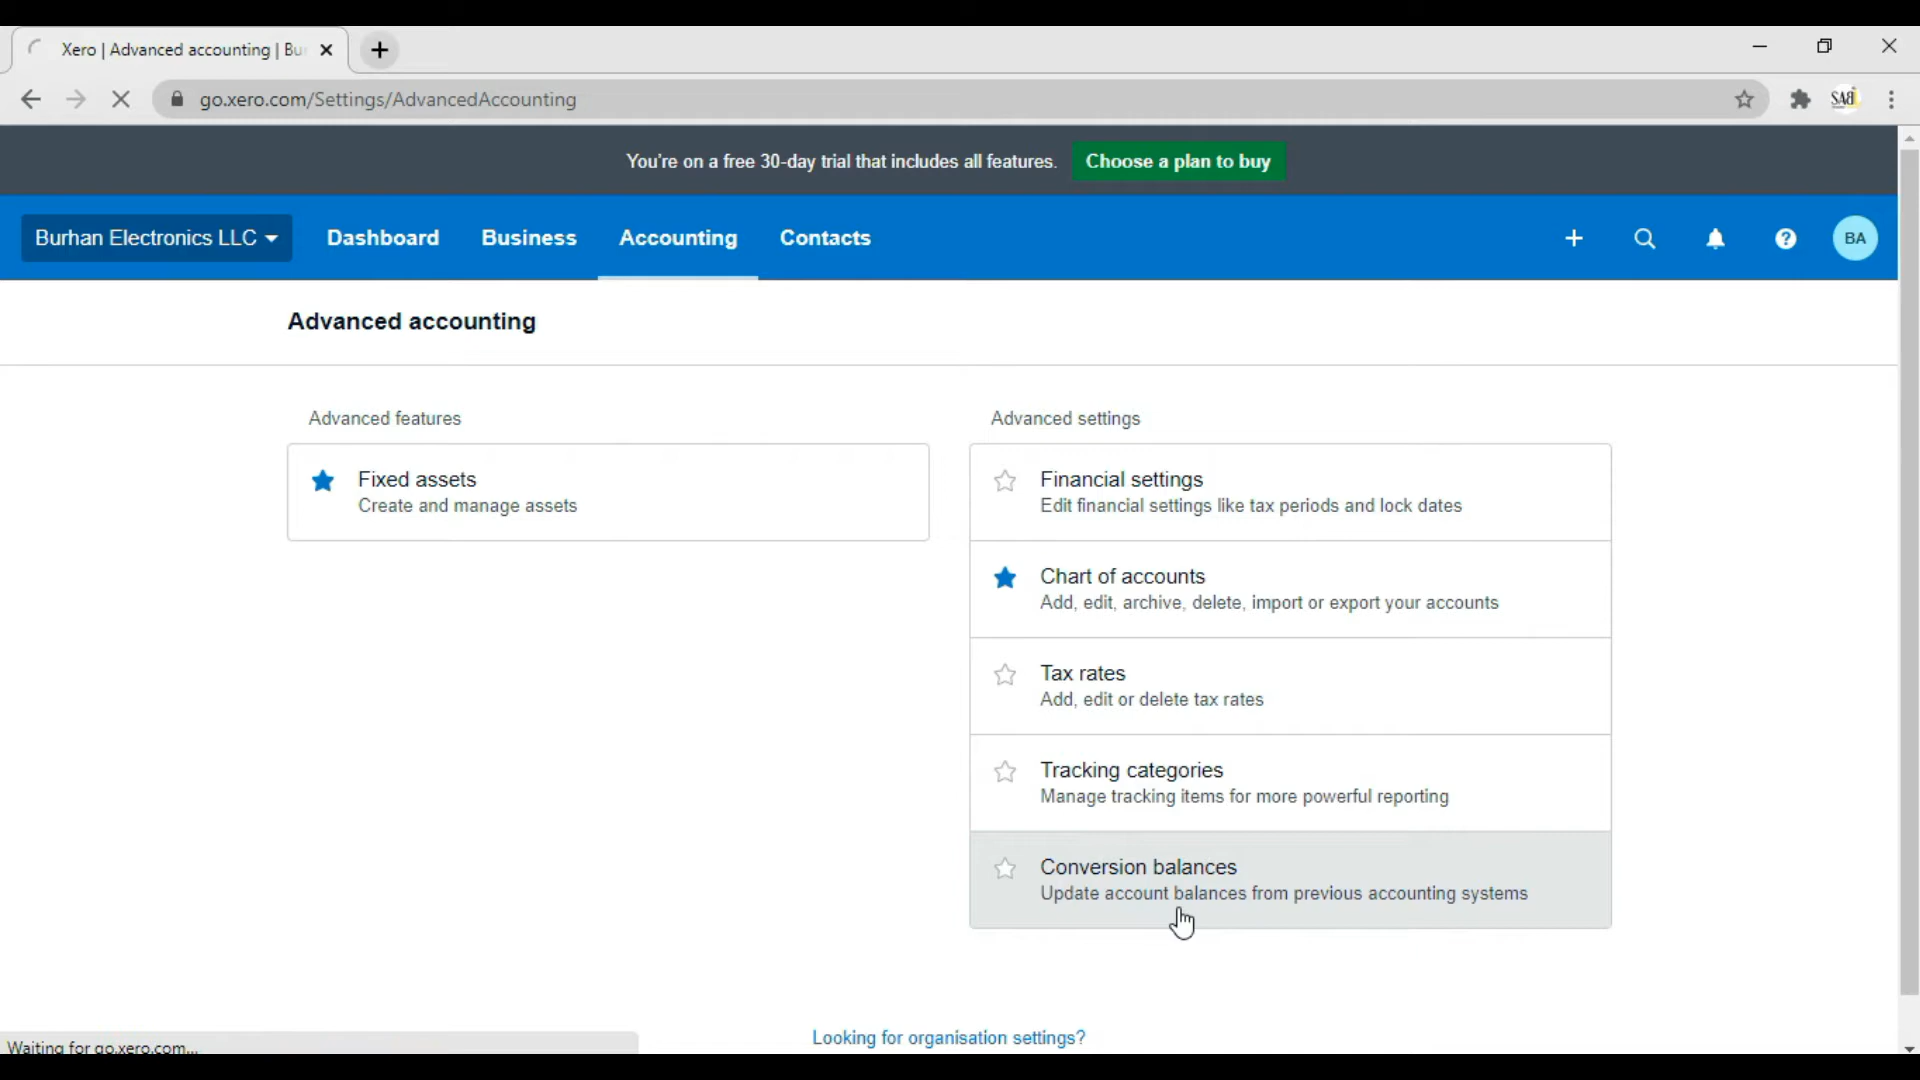 Xero | Advanced accounting | Bu
go.xero.com/Settings/AdvancedAccounting
SAB
You're on a free 30-day trial that includes all features. Choose a plan to buy
Burhan Electronics LLC Dashboard Business Accounting Contacts BA
Advanced accounting
Advanced features
Fixed assets
Create and manage assets
Advanced settings
Financial settings
Edit financial settings like tax periods and lock dates
Chart of accounts
Add, edit, archive, delete, import or export your accounts
Tax rates
Add, edit or delete tax rates
Tracking categories
Manage tracking items for more powerful reporting
Conversion balances
Update account balances from previous accounting systems
Looking for organisation settings?
Waiting for go.xero.com...